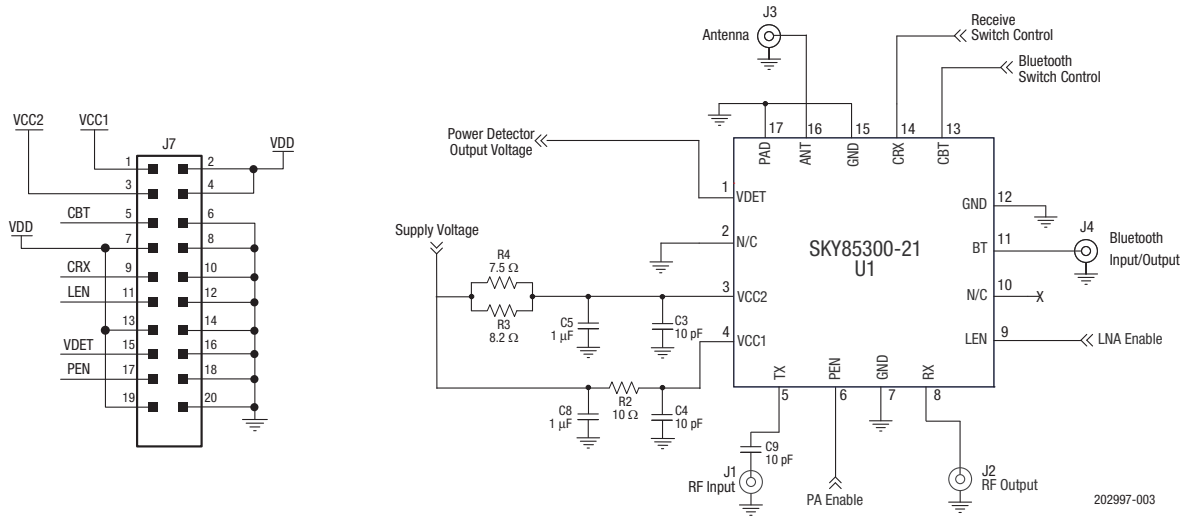 VCC2
VCC1
J7
VDD
1
2
3
4
CBT
5
6
VDD
7
8
CRX
9
10
LEN
11
12
13
14
VDET
15
16
PEN
17
18
19
20
J3
Antenna
Receive
Switch Control
Bluetooth
Switch Control
Power Detector
Output Voltage
17
16
15
14
13
PAD
ANT
GND
CRX
CBT
1
VDET
GND
12
2
N/C
SKY85300-21
U1
BT
11
J4
Bluetooth
Input/Output
Supply Voltage
R4
7.5 Ω
R3
8.2 Ω
3
VCC2
N/C
10
X
C5
1 μF
C3
10 pF
4
VCC1
LEN
9
LNA Enable
TX
PEN
GND
RX
5
6
7
8
C8
1 μF
R2
10 Ω
C4
10 pF
C9
10 pF
J1
RF Input
PA Enable
J2
RF Output
202997-003